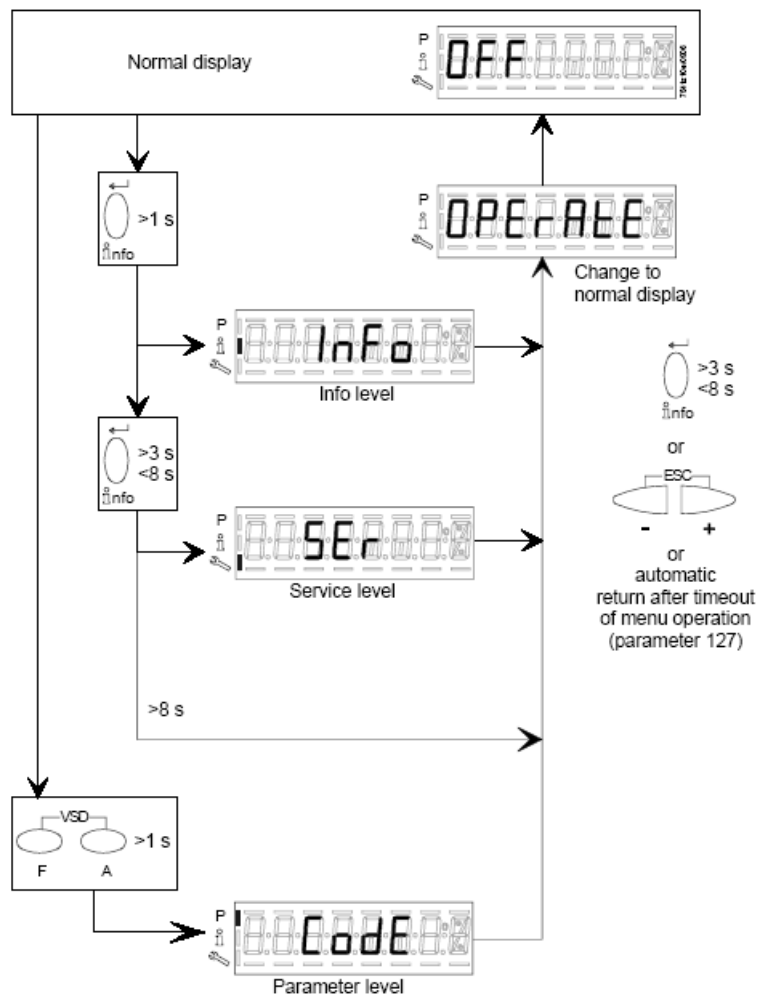 Normal display
P
OFF
i
>1 s
info
P
OPErAtE
i
Change to
normal display
P
InFo
i
Info level
>3 s
<8 s
info
>3 s
<8 s
info
or
ESC
- +
or
automatic
return after timeout
of menu operation
(parameter 127)
P
SEr
i
Service level
>8 s
VSD
>1 s
F A
P
CodE
i
Parameter level